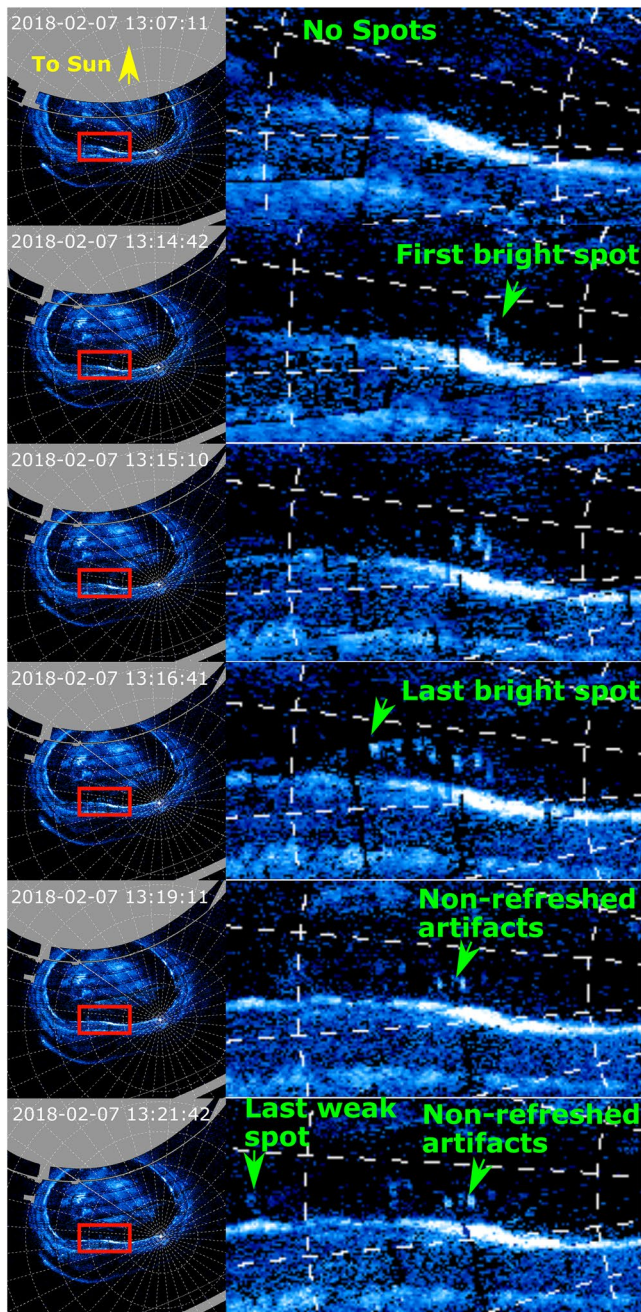 2018-02-07 13:07:11
To Sun
No Spots
2018-02-07 13:14:42
First bright spot
2018-02-07 13:15:10
2018-02-07 13:16:41
Last bright spot
2018-02-07 13:19:11
Non-refreshed
artifacts
2018-02-07 13:21:42
Last weak
spot
Non-refreshed
artifacts